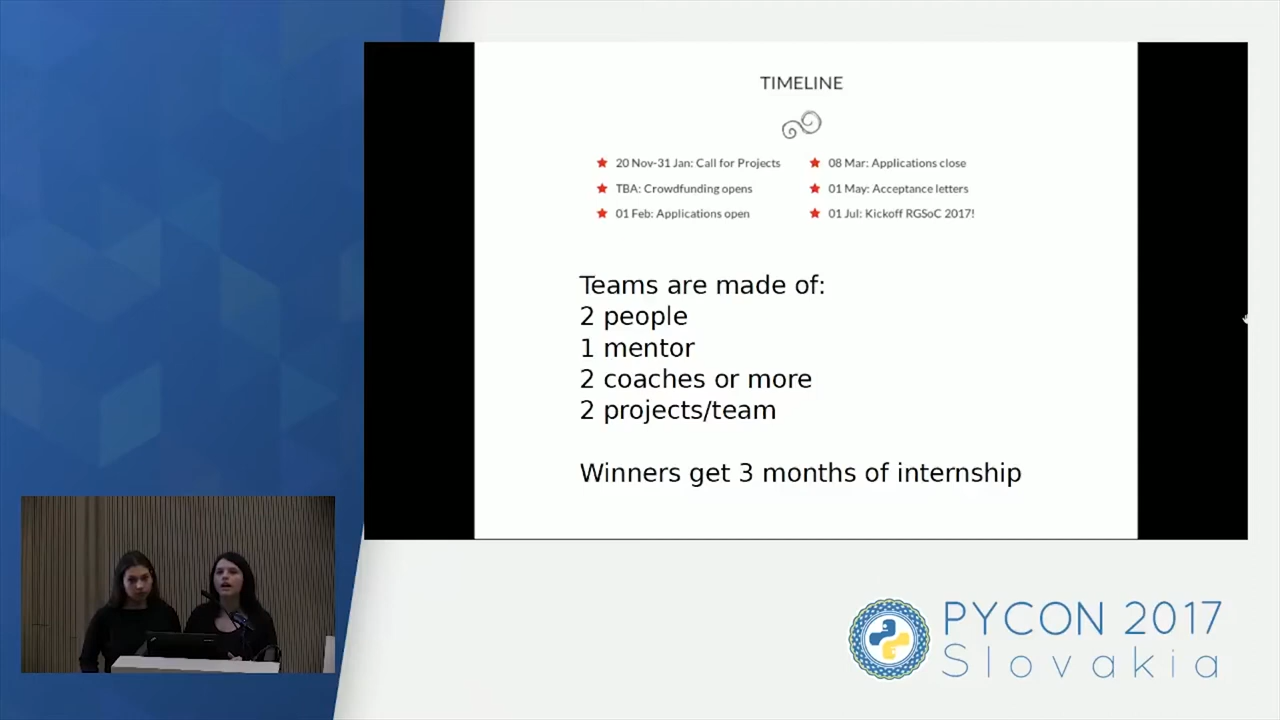 TIMELINE
20 Nov-31 Jan: Call for Projects
TBA: Crowdfunding opens
01 Feb: Applications open
08 Mar: Applications close
01 May: Acceptance letters
01 Jul: Kickoff RGSoC 2017!
Teams are made of:
2 people
1 mentor
2 coaches or more
2 projects/team
Winners get 3 months of internship
PYCON 2017
Slovakia